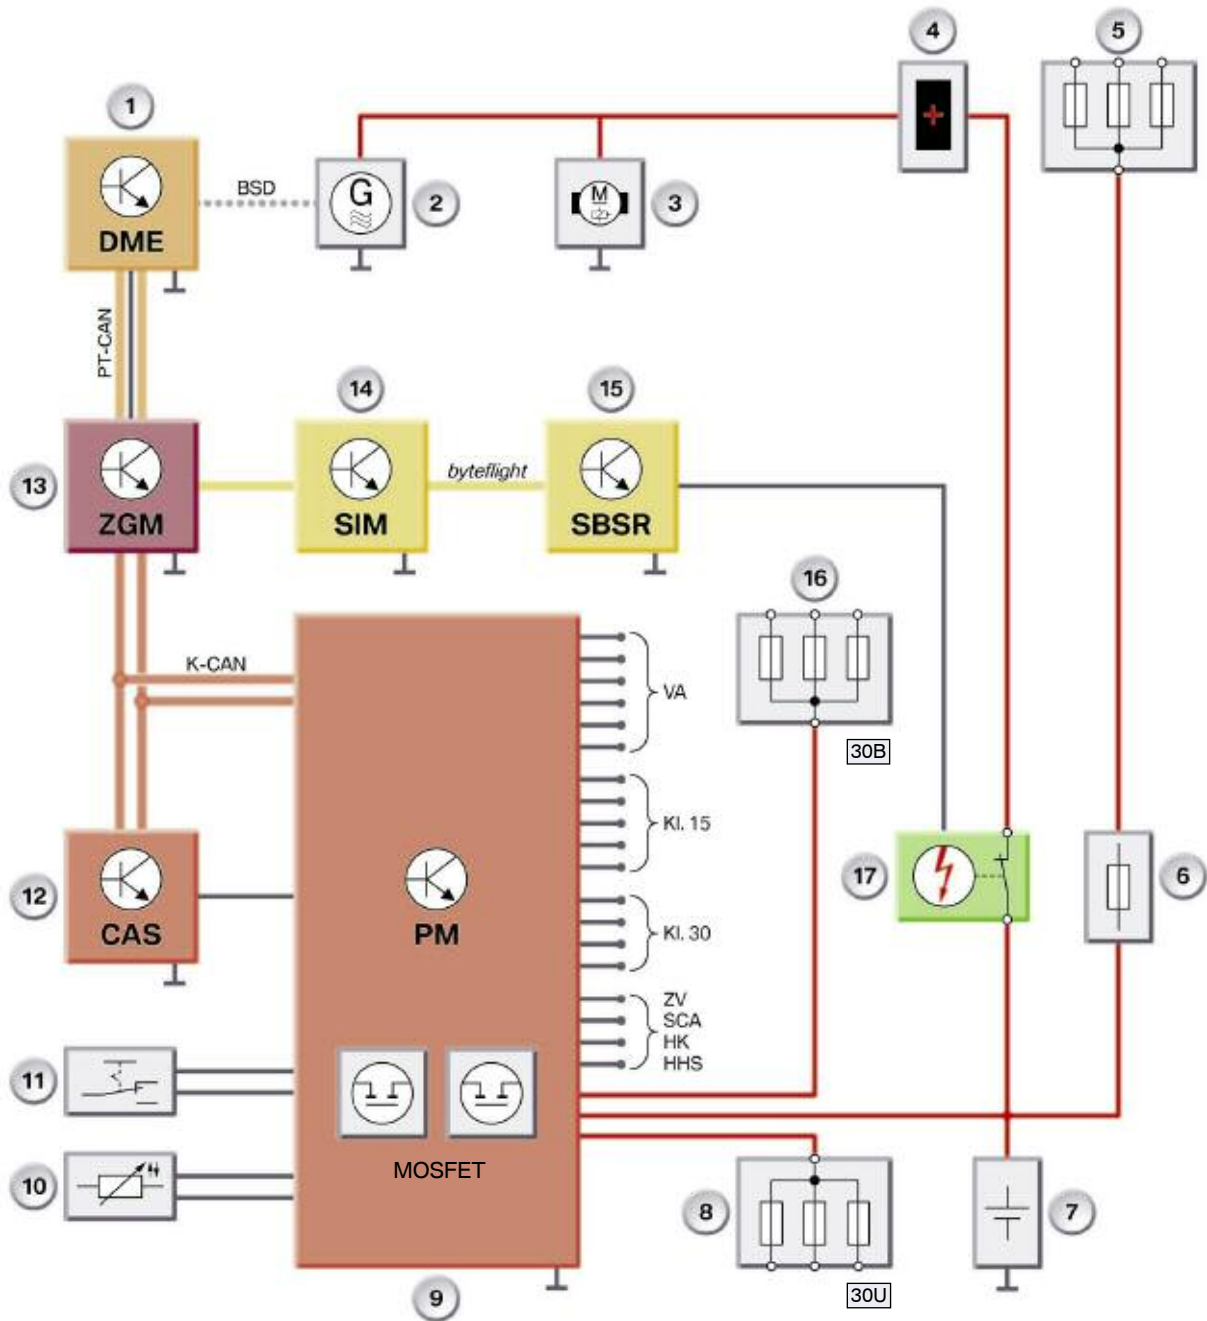 4
5
1
DME
BSD
G
2
M
3
PT-CAN
14
15
13
ZGM
SIM
byteflight
SBSR
16
K-CAN
VA
30B
Kl. 15
12
CAS
PM
17
6
Kl. 30
ZV
SCA
HK
HHS
11
10
MOSFET
8
7
30U
9